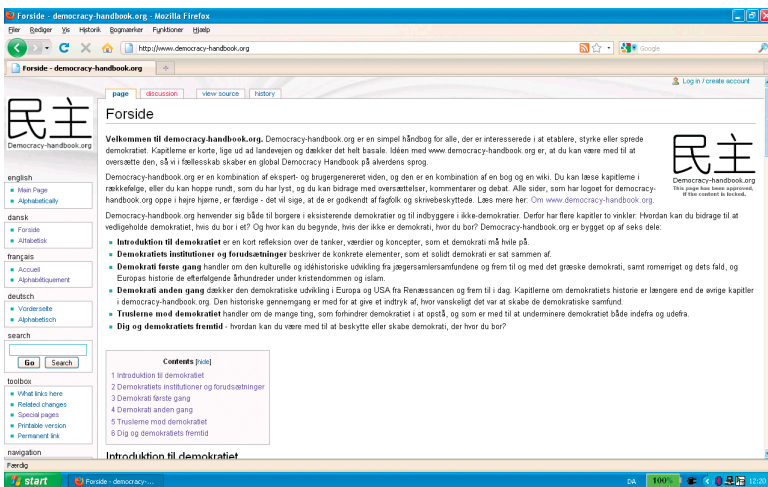 Forside - democracy-handbook.org - Mozilla Firefox
Filer Rediger Vis Historik Bogmærker Funktioner Hjælp
http://www.democracy-handbook.org
Google
Forside - democracy-handbook.org
Log in / create account
page discussion view source history
民主
Democracy-handbook.org
english
Main Page
Alphabetically
dansk
Forside
Alfabetisk
français
Accueil
Alphabétiquement
deutsch
Vorderseite
Alphabetisch
search
Go Search
toolbox
What links here
Related changes
Special pages
Printable version
Permanent link
navigation
Forside
Velkommen til democracy-handbook.org. Democracy-handbook.org er en simpel håndbog for alle, der er interesserede i at etablere, styrke eller sprede
demokratiet. Kapitlerne er korte, lige ud ad landevejen og dækker det helt basale. Idéen med www.democracy-handbook.org er, at du kan være med til at
oversætte den, så vi i fællesskab skaber en global Democracy Handbook på alverdens sprog.
民主
Democracy-handbook.org
This page has been approved,
if the content is locked.
Democracy-handbook.org er en kombination af ekspert- og brugergenereret viden, og den er en kombination af en bog og en wiki. Du kan læse kapitlerne i
rækkefølge, eller du kan hoppe rundt, som du har lyst, og du kan bidrage med oversættelser, kommentarer og debat. Alle sider, som har logoet for democracy-
handbook.org oppe i højre hjørne, er færdige - det vil sige, at de er godkendt af fagfolk og skrivebeskyttede. Læs mere her: Om www.democracy-handbook.org.
Democracy-handbook.org henvender sig både til borgere i eksisterende demokratier og til indbyggere i ikke-demokratier. Derfor har flere kapitler to vinkler: Hvordan kan du bidrage til at
vedligeholde demokratiet, hvis du bor i et? Og hvor kan du begynde, hvis der ikke er demokrati, hvor du bor? Democracy-handbook.org er bygget op af seks dele:
Introduktion til demokratiet er en kort refleksion over de tanker, værdier og koncepter, som et demokrati må hvile på.
Demokratiets institutioner og forudsætninger beskriver de konkrete elementer, som et solidt demokrati er sat sammen af.
Demokrati første gang handler om den kulturelle og idéhistoriske udvikling fra jægersamlersamfundene og frem til og med det græske demokrati, samt romerriget og dets fald, og
Europas historie de efterfølgende århundreder under kristendommen og islam.
Demokrati anden gang dækker den demokratiske udvikling i Europa og USA fra Renæssancen og frem til i dag. Kapitlerne om demokratiets historie er længere end de øvrige kapitler
i democracy-handbook.org. Den historiske gennemgang er med for at give et indtryk af, hvor vanskeligt det var at skabe de demokratiske samfund.
Truslerne mod demokratiet handler om de mange ting, som forhindrer demokratiet i at opstå, og som er med til at underminere demokratiet både indefra og udefra.
Dig og demokratiets fremtid - hvordan kan du være med til at beskytte eller skabe demokrati, der hvor du bor?
Contents [hide]
1 Introduktion til demokratiet
2 Demokratiets institutioner og forudsætninger
3 Demokrati første gang
4 Demokrati anden gang
5 Truslerne mod demokratiet
6 Dig og demokratiets fremtid
Introduktion til demokratiet
Færdig
start
Forside - democracy-...
DA
100%
12:20